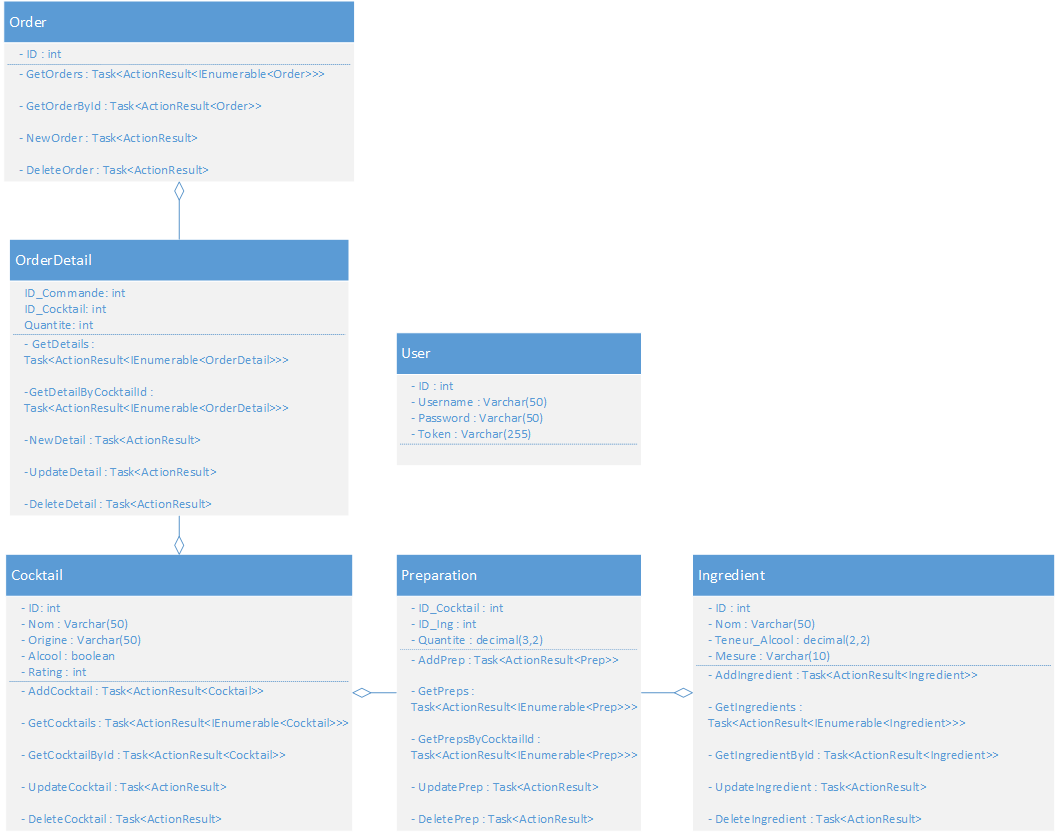 Order
- ID : int
- GetOrders : Task<ActionResult<IEnumerable<Order>>>
- GetOrderById : Task<ActionResult<Order>>
- NewOrder : Task<ActionResult>
- DeleteOrder : Task<ActionResult>
OrderDetail
ID_Commande: int
ID_Cocktail: int
Quantite: int
- GetDetails :
Task<ActionResult<IEnumerable<OrderDetail>>>
-GetDetailByCocktailId :
Task<ActionResult<IEnumerable<OrderDetail>>>
-NewDetail : Task<ActionResult>
-UpdateDetail : Task<ActionResult>
-DeleteDetail : Task<ActionResult>
User
- ID : int
- Username : Varchar(50)
- Password : Varchar(50)
- Token : Varchar(255)
Cocktail
- ID: int
- Nom : Varchar(50)
- Origine : Varchar(50)
- Alcool : boolean
- Rating : int
- AddCocktail : Task<ActionResult<Cocktail>>
- GetCocktails : Task<ActionResult<IEnumerable<Cocktail>>>
- GetCocktailById : Task<ActionResult<Cocktail>>
- UpdateCocktail : Task<ActionResult>
- DeleteCocktail : Task<ActionResult>
Preparation
- ID_Cocktail : int
- ID_Ing : int
- Quantite : decimal(3,2)
- AddPrep : Task<ActionResult<Prep>>
- GetPreps :
Task<ActionResult<IEnumerable<Prep>>>
- GetPrepsByCocktailId :
Task<ActionResult<IEnumerable<Prep>>>
- UpdatePrep : Task<ActionResult>
- DeletePrep : Task<ActionResult>
Ingredient
- ID : int
- Nom : Varchar(50)
- Teneur_Alcool : decimal(2,2)
- Mesure : Varchar(10)
- AddIngredient : Task<ActionResult<Ingredient>>
- GetIngredients :
Task<ActionResult<IEnumerable<Ingredient>>>
- GetIngredientById : Task<ActionResult<Ingredient>>
- UpdateIngredient : Task<ActionResult>
- DeleteIngredient : Task<ActionResult>